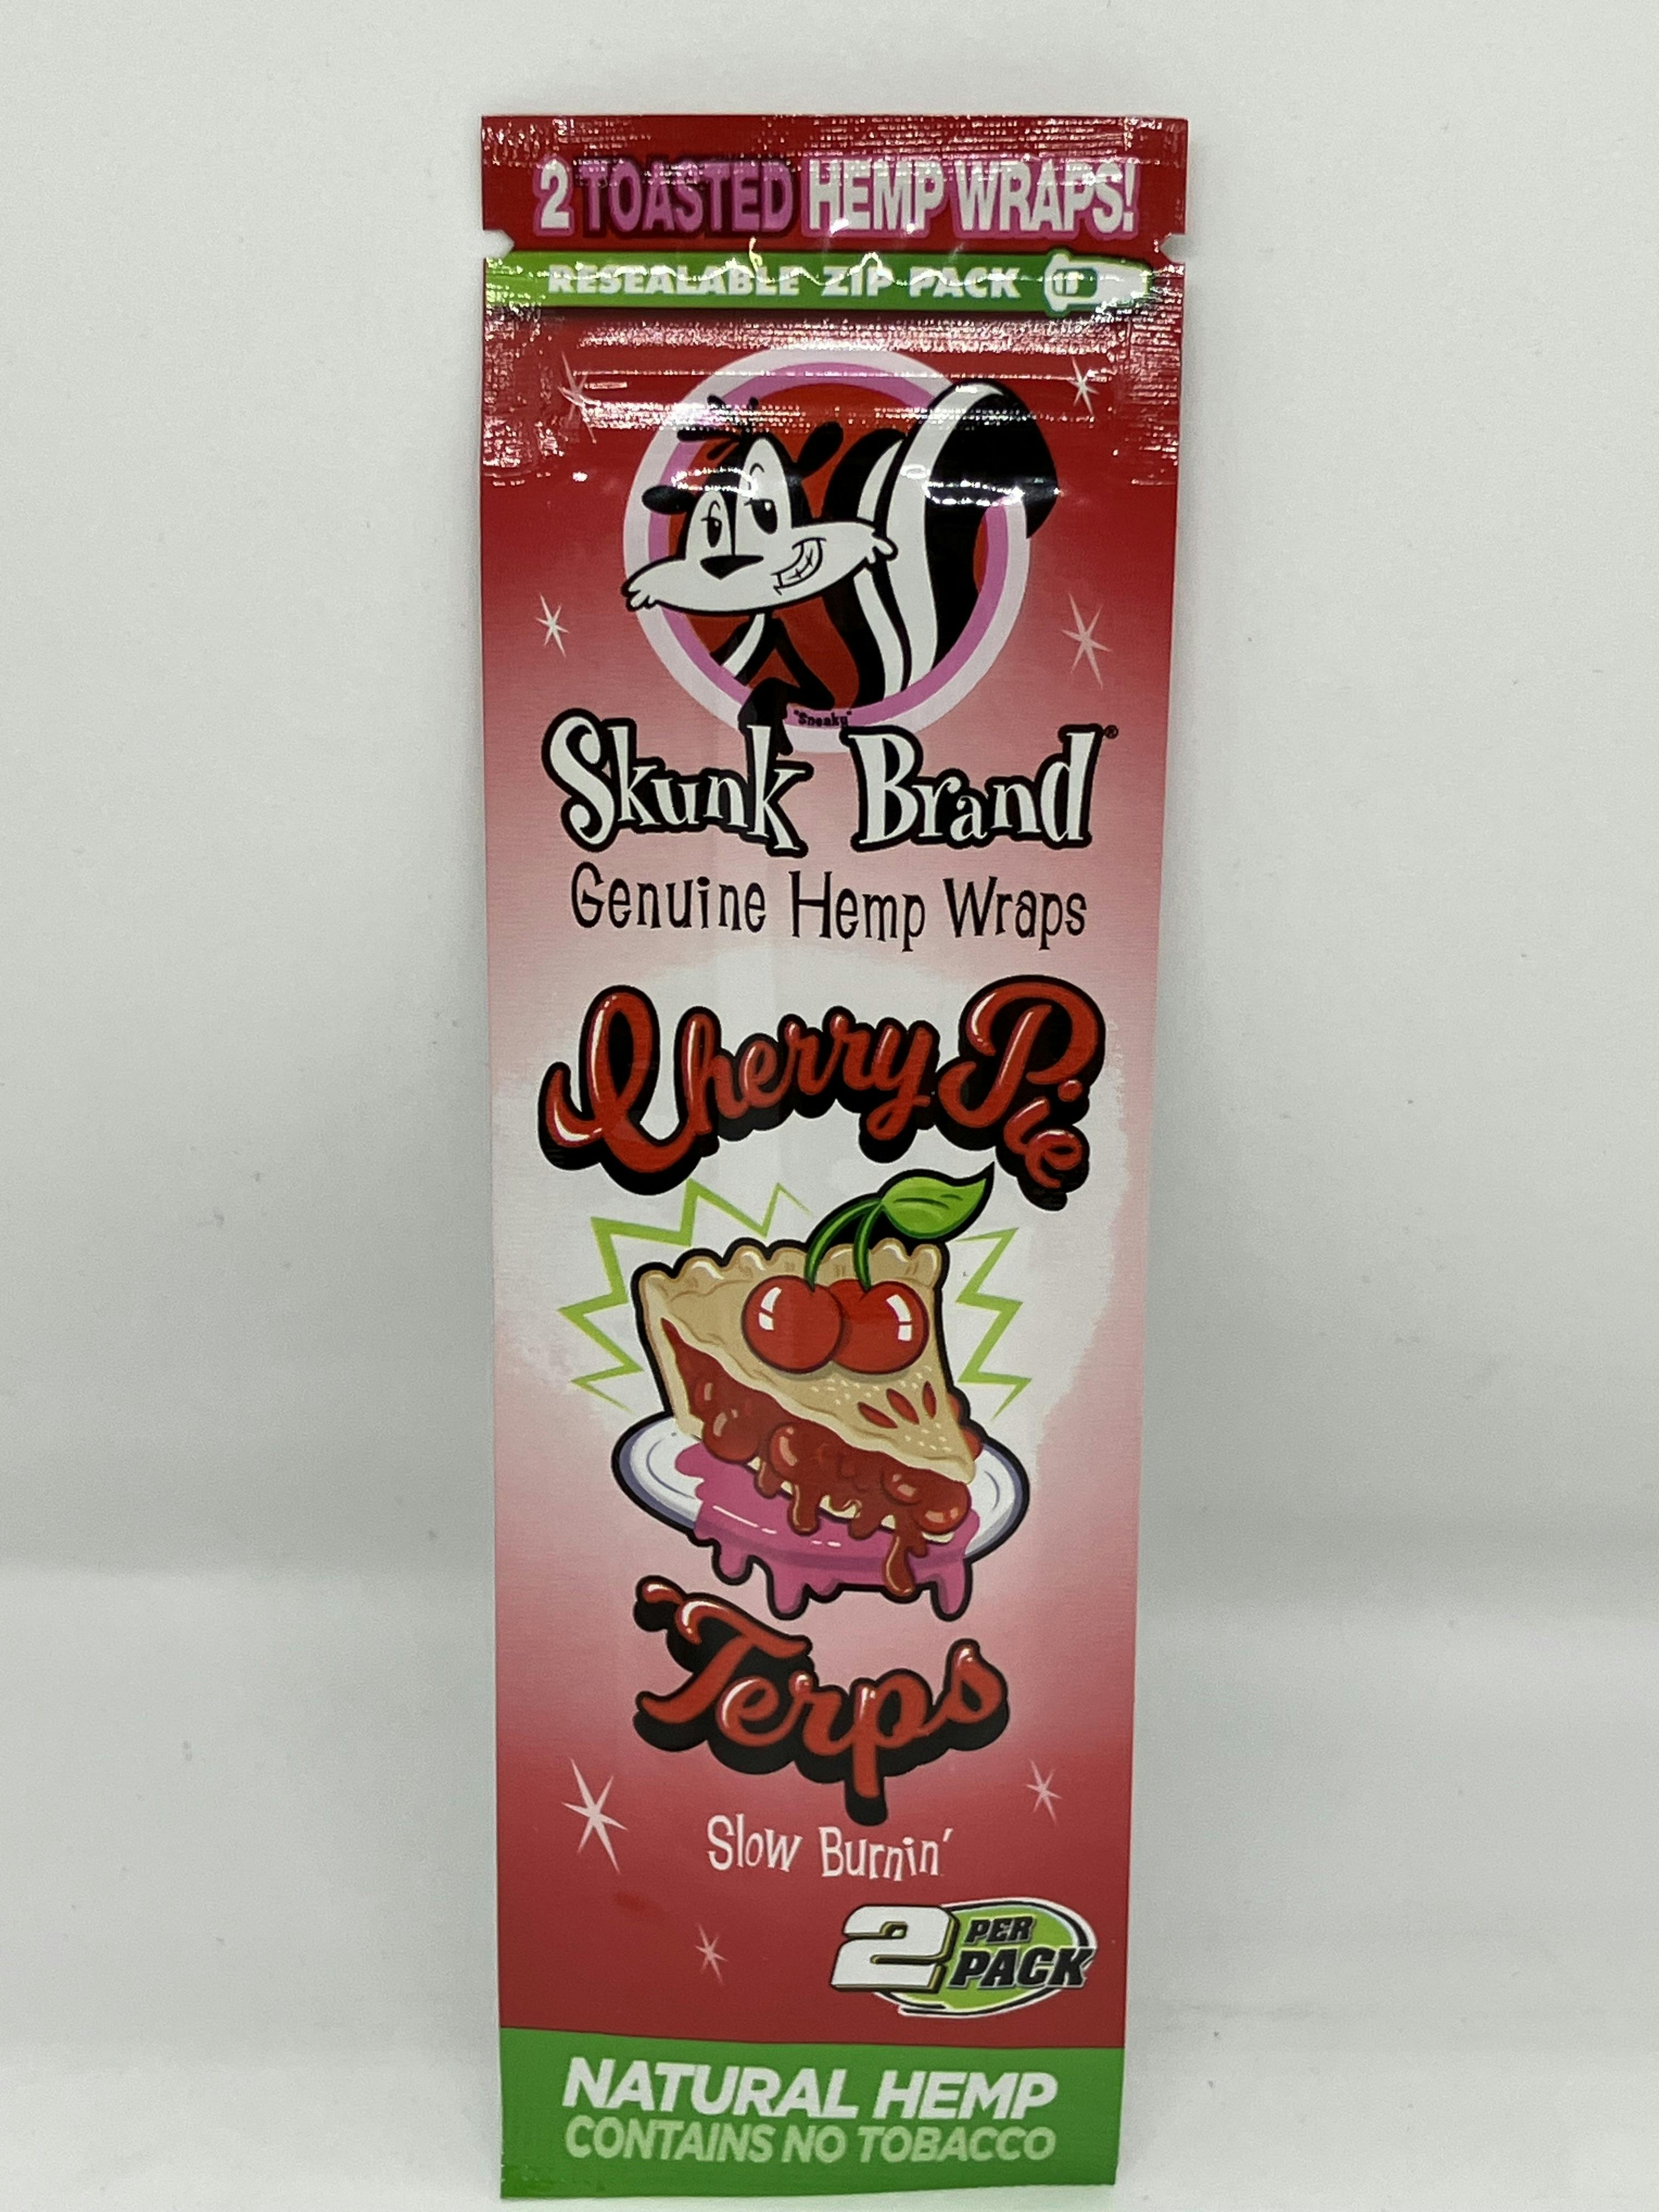 2 TOASTED HEMP WRAPS!
RESEALABLE ZIP PACK
"Sneaky"
Skunk Brand®
Genuine Hemp Wraps
Cherry Pie
Terps
Slow Burnin'
2 PER PACK
NATURAL HEMP
CONTAINS NO TOBACCO